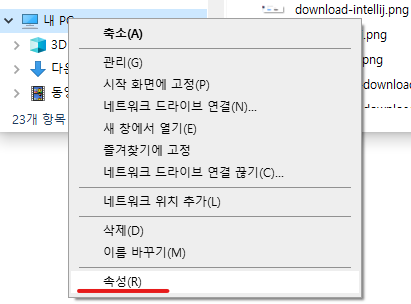 download-intellij.png
내 PC
축소(A)
.png
3D
관리(G)
다운
시작 화면에 고정(P)
네트워크 드라이브 연결(N)...
download
새 창에서 열기(E)
23개 항목
즐겨찾기에 고정
네트워크 드라이브 연결 끊기(C)...
네트워크 위치 추가(L)
삭제(D)
이름 바꾸기(M)
속성(R)